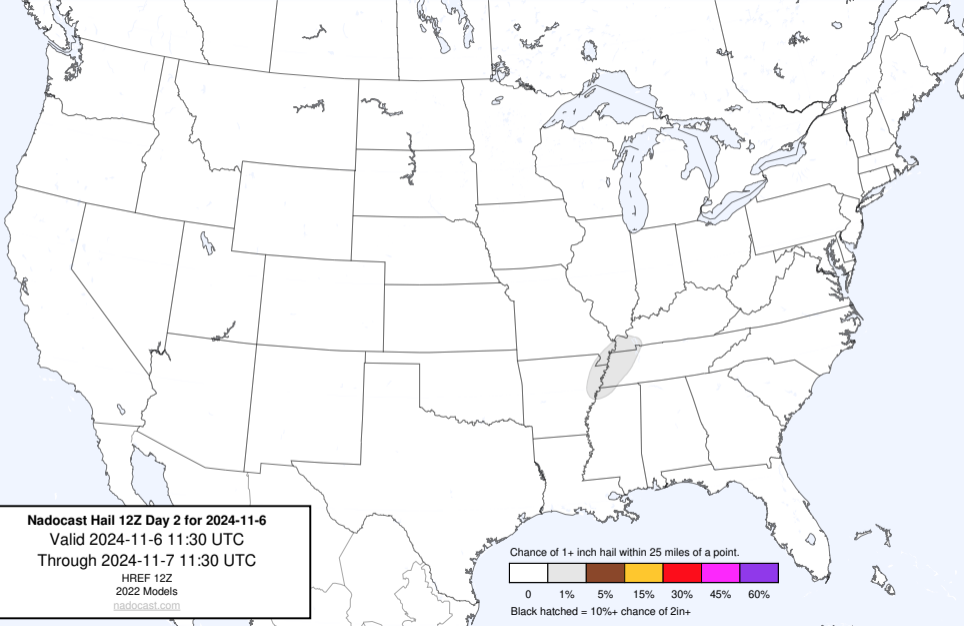 Nadocast Hail 12Z Day 2 for 2024-11-6
Valid 2024-11-6 11:30 UTC
Through 2024-11-7 11:30 UTC
HREF 12Z
2022 Models
nadocast.com
Chance of 1+ inch hail within 25 miles of a point.
0 1% 5% 15% 30% 45% 60%
Black hatched = 10%+ chance of 2in+